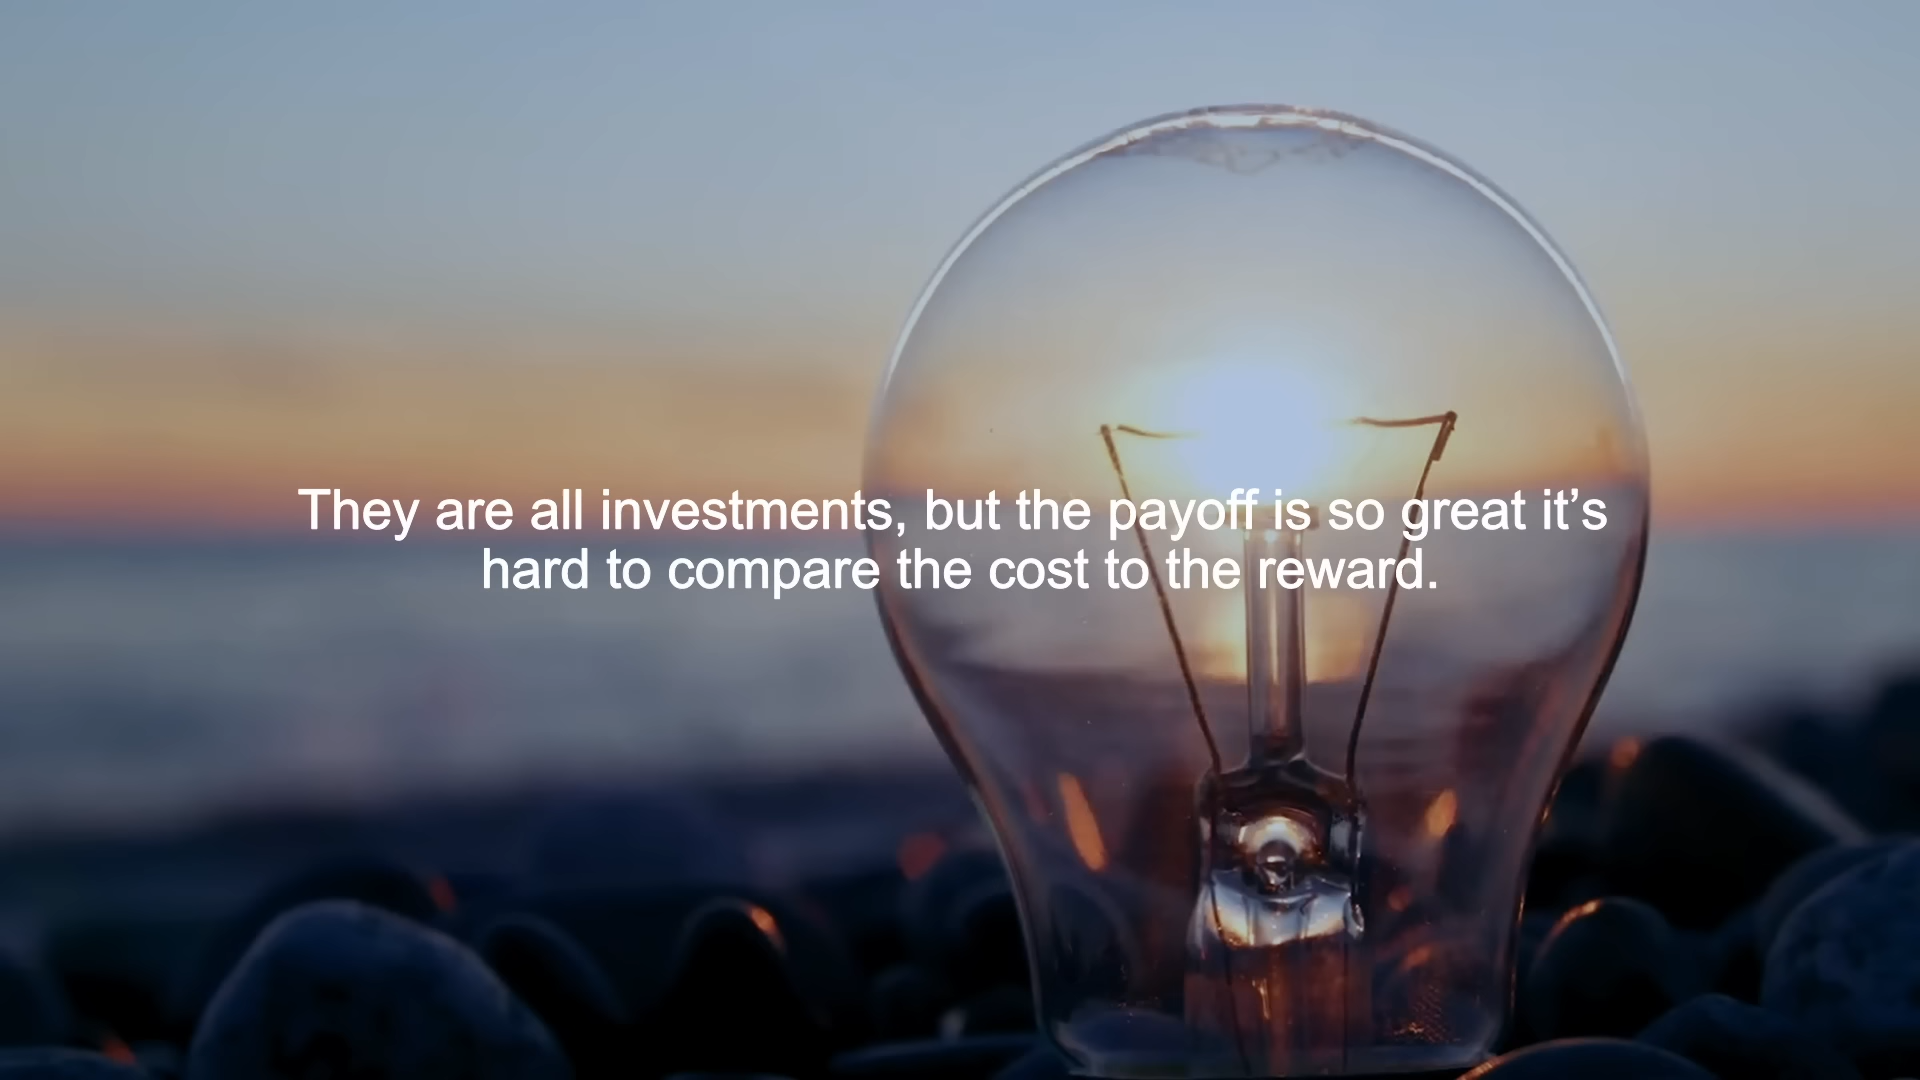 They are all investments, but the payoff is so great it’s
hard to compare the cost to the reward.